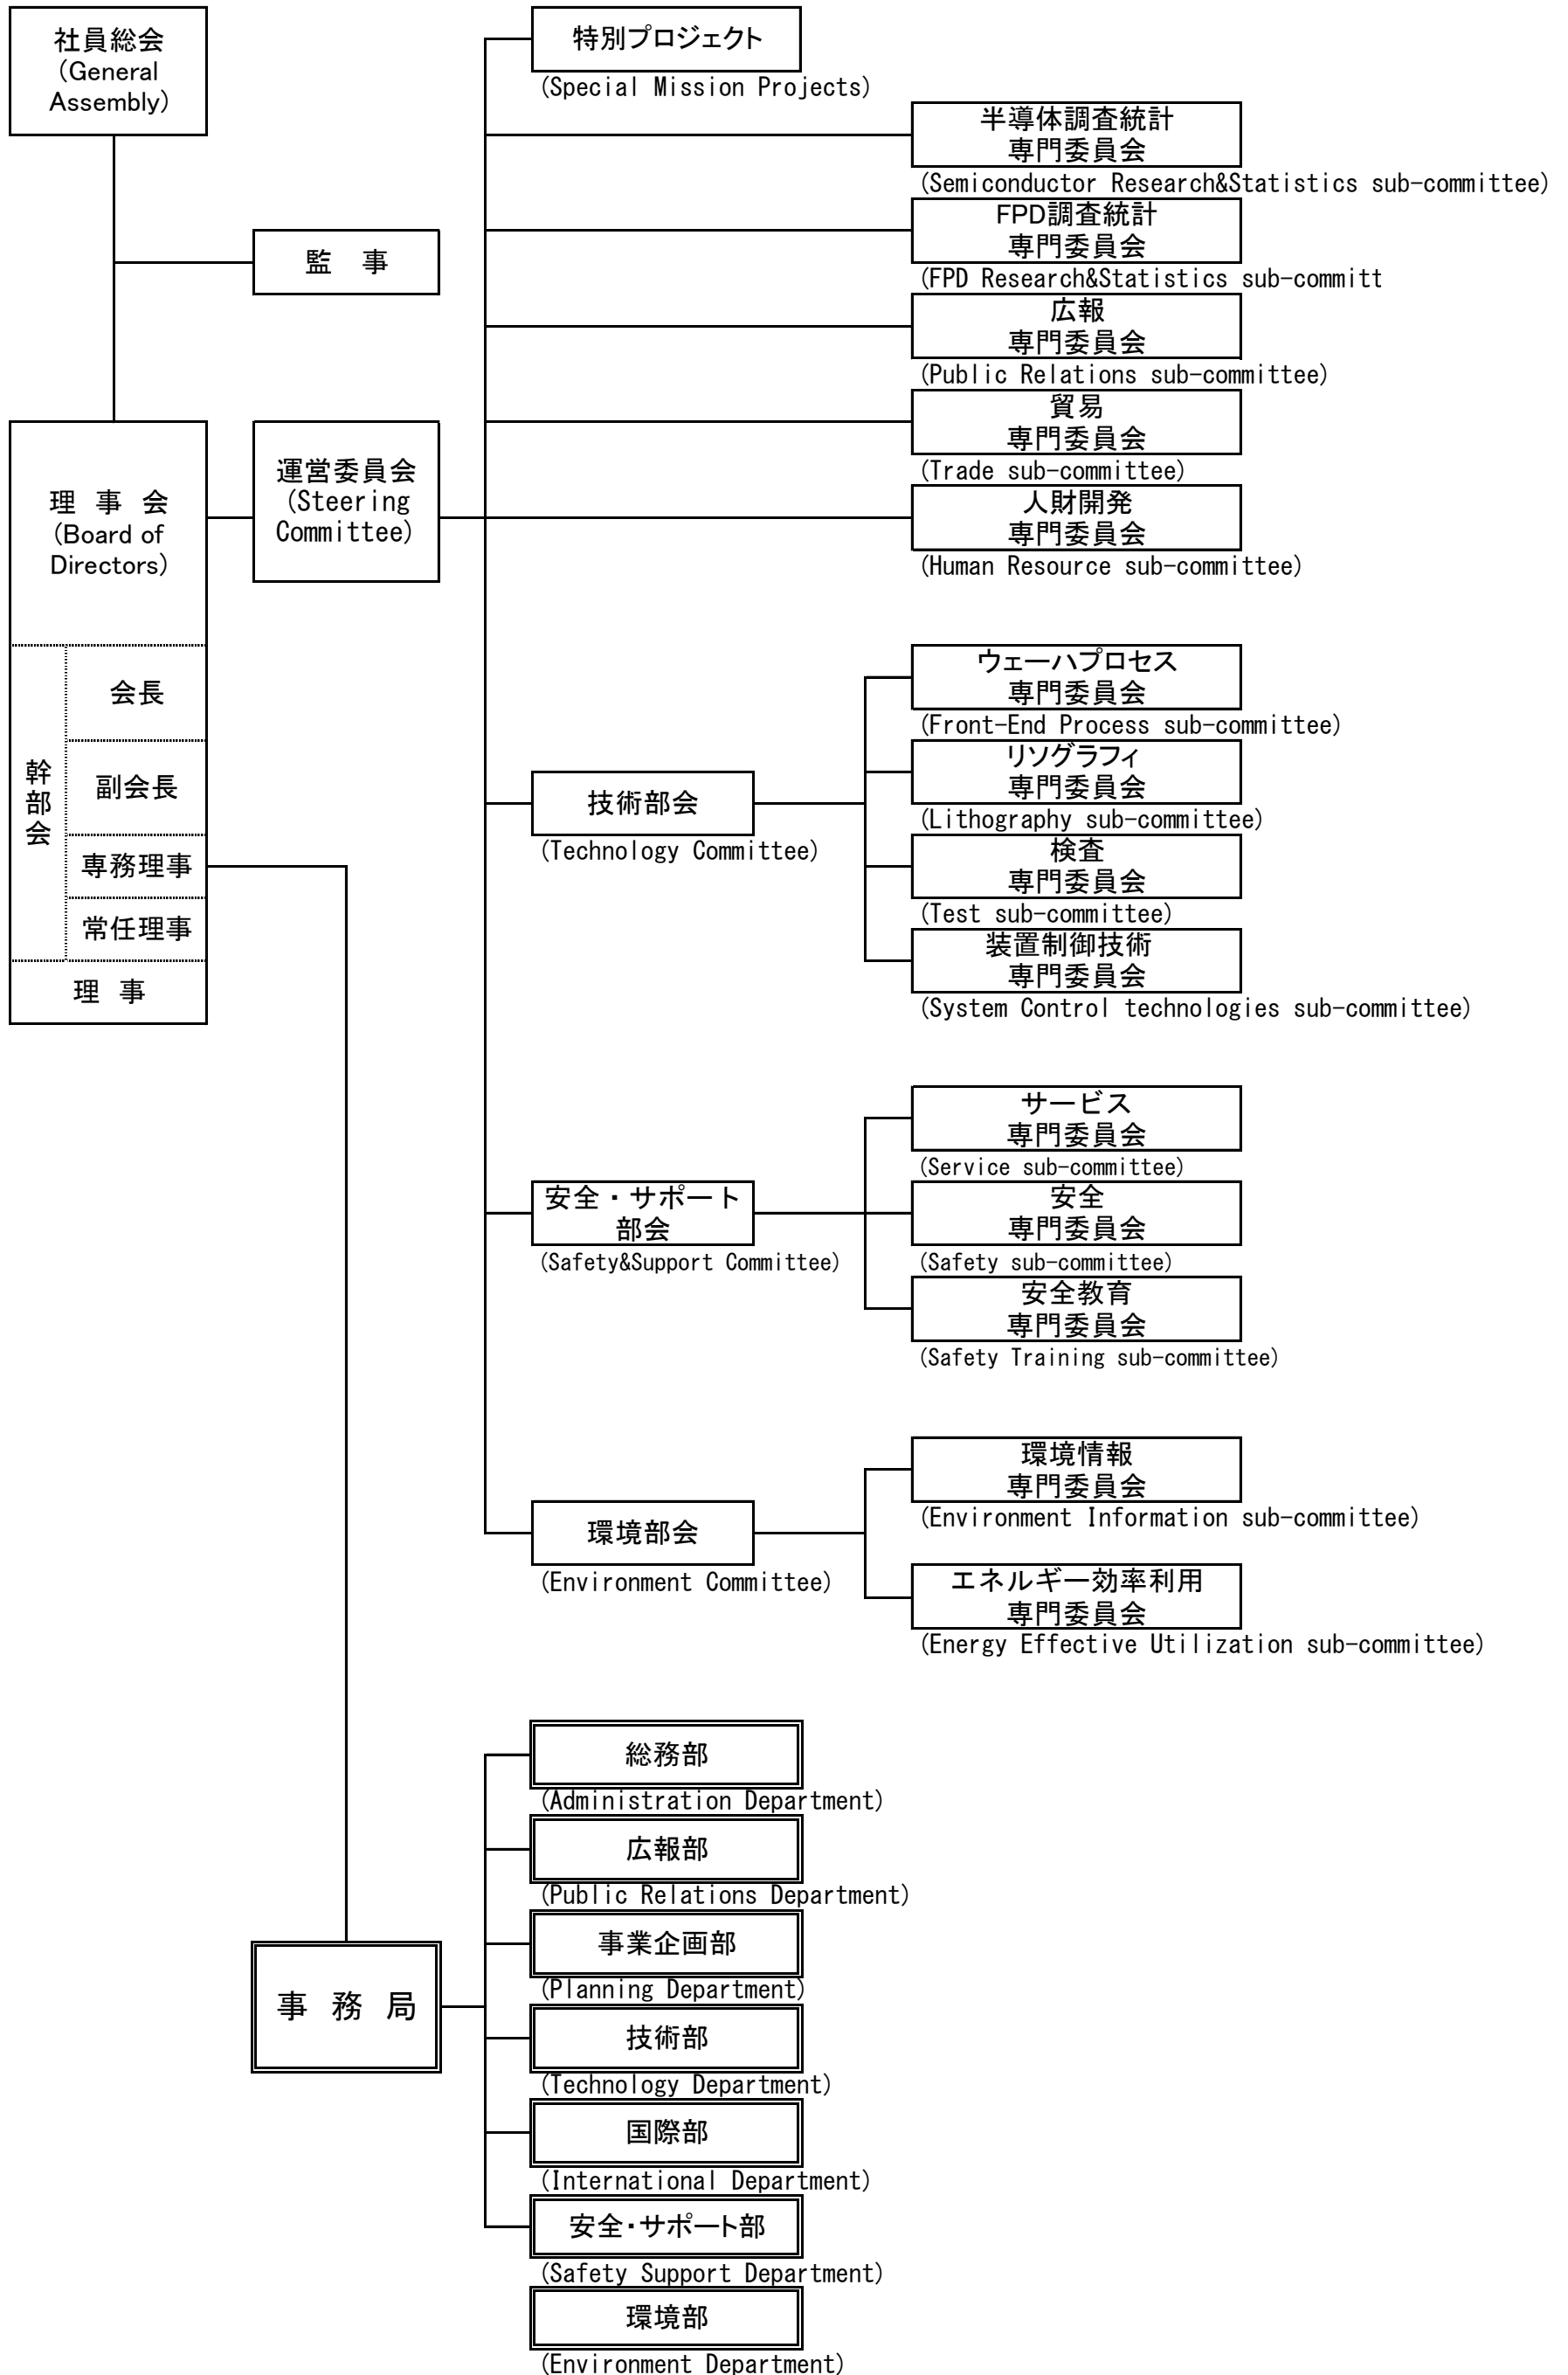 社員総会
(General
Assembly)
監　事
理 事 会
(Board of
Directors)
幹部会
会長
副会長
専務理事
常任理事
理 事
運営委員会
(Steering
Committee)
特別プロジェクト
(Special Mission Projects)
半導体調査統計
専門委員会
(Semiconductor Research&Statistics sub-committee)
FPD調査統計
専門委員会
(FPD Research&Statistics sub-committ
広報
専門委員会
(Public Relations sub-committee)
貿易
専門委員会
(Trade sub-committee)
人財開発
専門委員会
(Human Resource sub-committee)
技術部会
(Technology Committee)
ウェーハプロセス
専門委員会
(Front-End Process sub-committee)
リソグラフィ
専門委員会
(Lithography sub-committee)
検査
専門委員会
(Test sub-committee)
装置制御技術
専門委員会
(System Control technologies sub-committee)
安全・サポート
部会
(Safety&Support Committee)
サービス
専門委員会
(Service sub-committee)
安全
専門委員会
(Safety sub-committee)
安全教育
専門委員会
(Safety Training sub-committee)
環境部会
(Environment Committee)
環境情報
専門委員会
(Environment Information sub-committee)
エネルギー効率利用
専門委員会
(Energy Effective Utilization sub-committee)
事 務 局
総務部
(Administration Department)
広報部
(Public Relations Department)
事業企画部
(Planning Department)
技術部
(Technology Department)
国際部
(International Department)
安全・サポート部
(Safety Support Department)
環境部
(Environment Department)